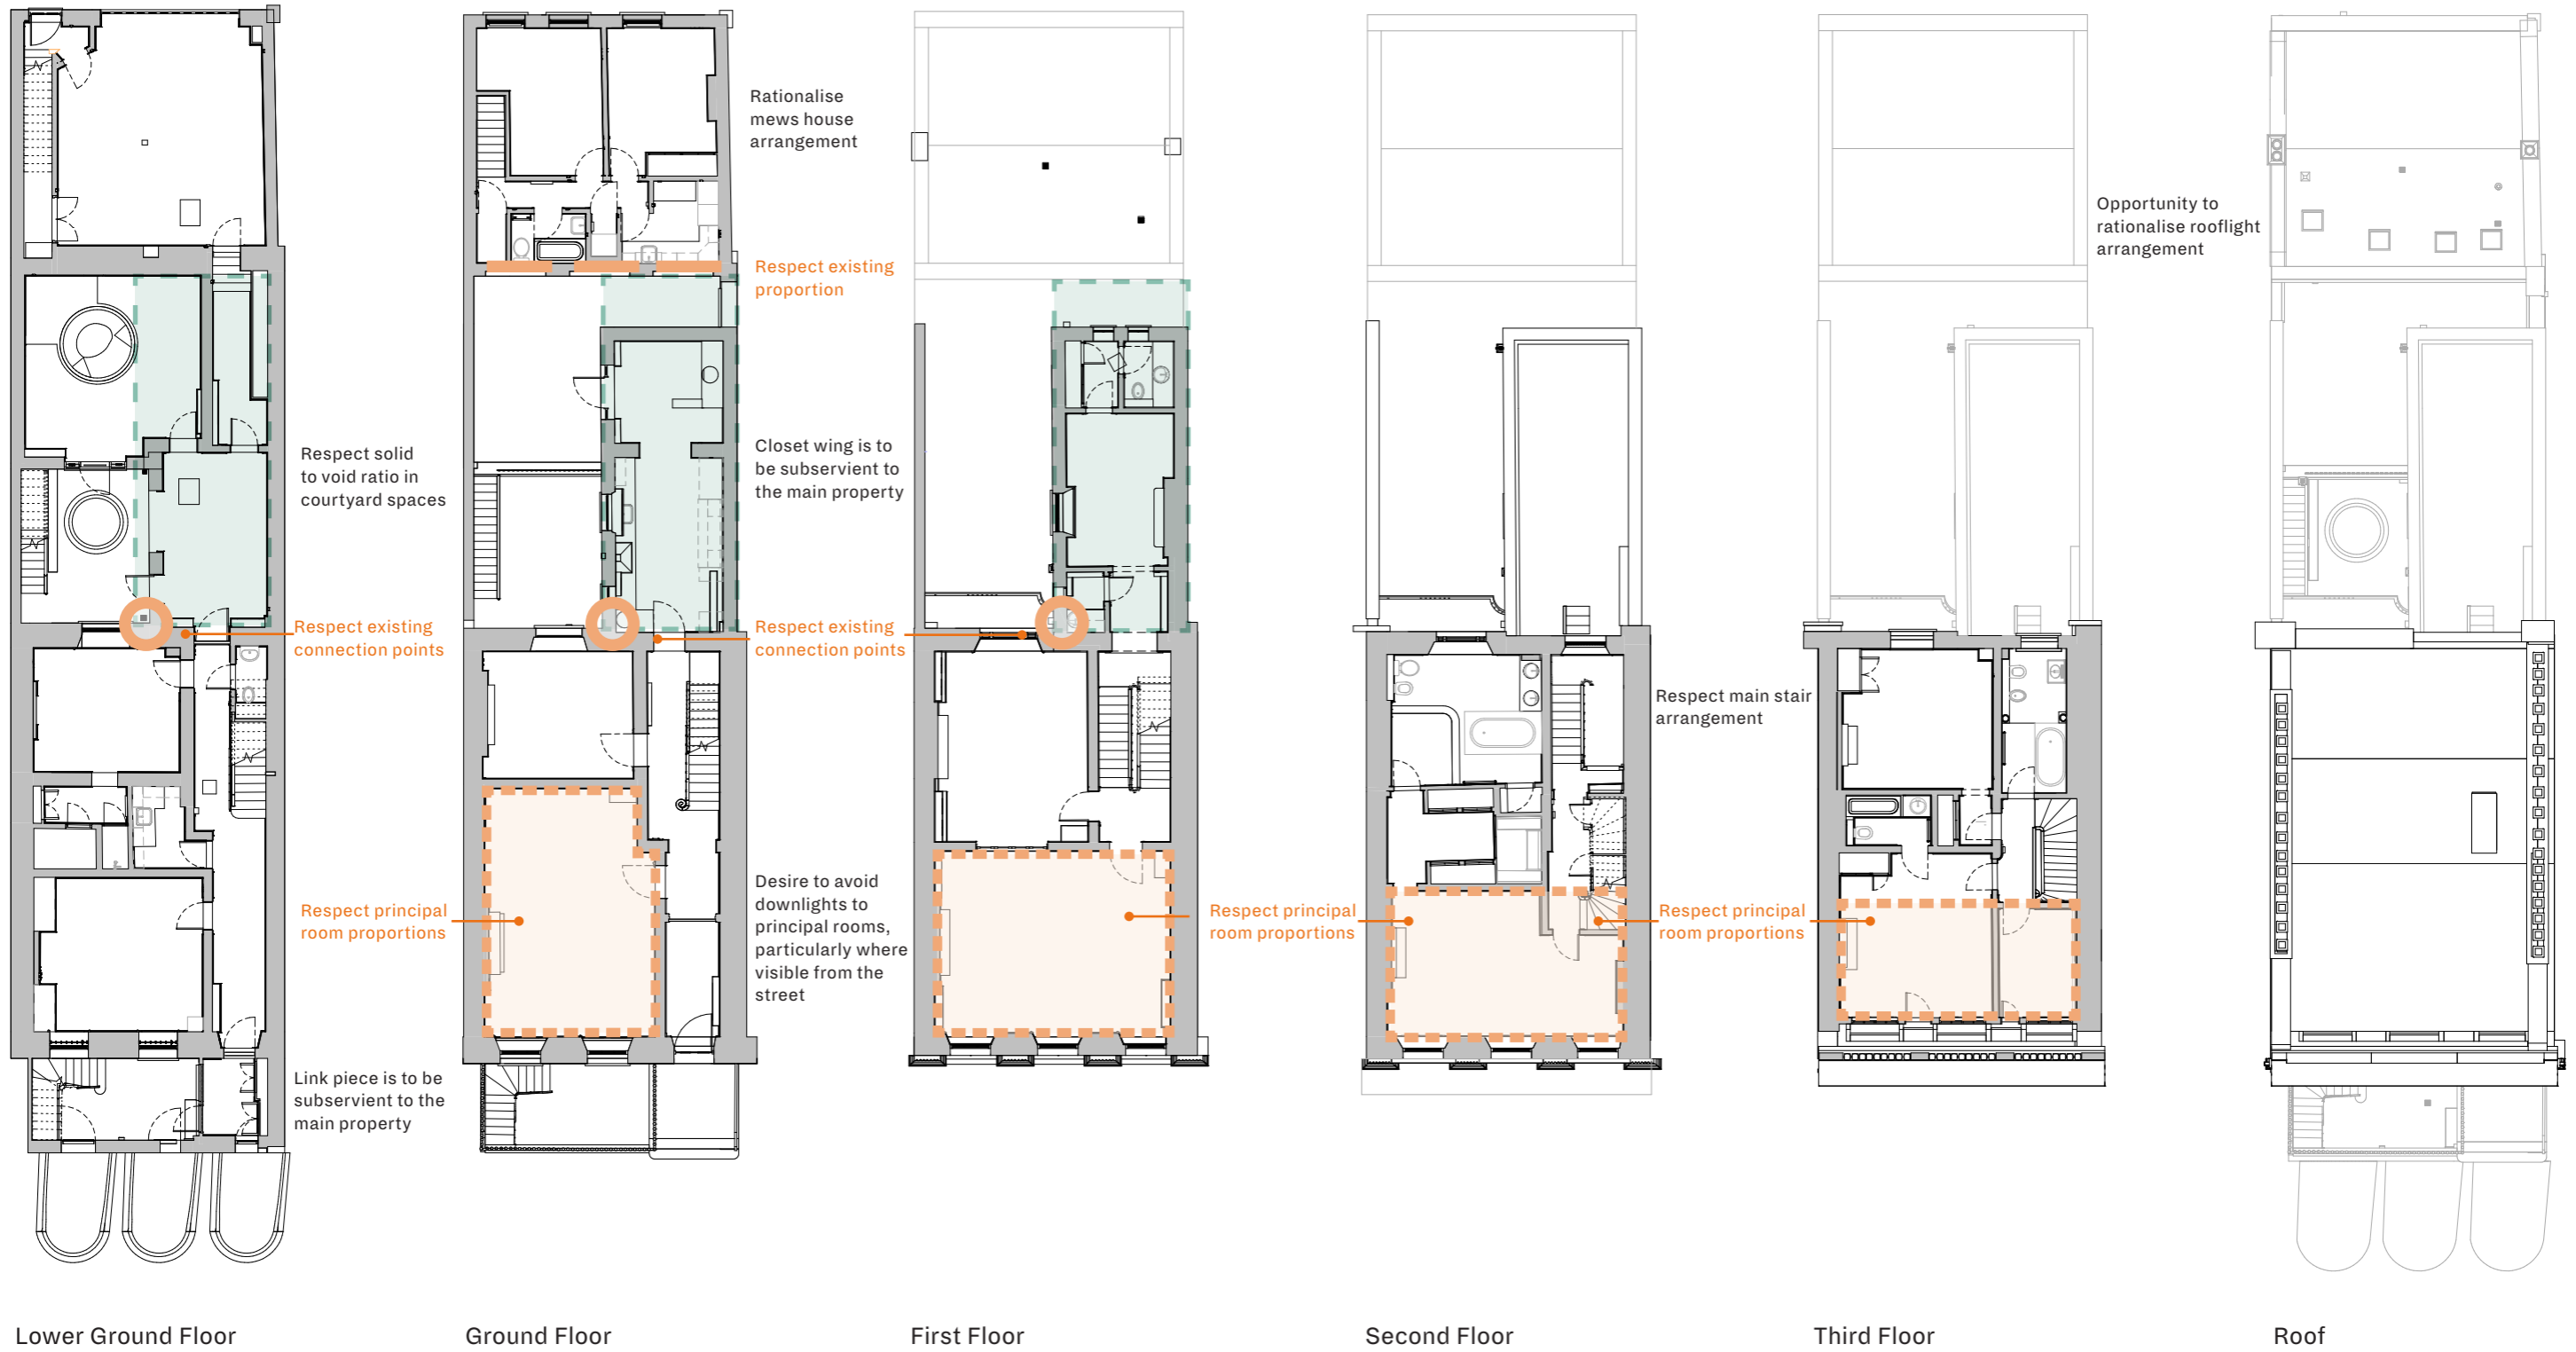 Rationalise
mews house
arrangement
Opportunity to
rationalise rooflight
arrangement
Respect existing
proportion
Respect solid
to void ratio in
courtyard spaces
Closet wing is to
be subservient to
the main property
Respect existing
connection points
Respect existing
connection points
Respect main stair
arrangement
Desire to avoid
downlights to
principal rooms,
particularly where
visible from the
street
Respect principal
room proportions
Respect principal
room proportions
Respect principal
room proportions
Link piece is to be
subservient to the
main property
Lower Ground Floor
Ground Floor
First Floor
Second Floor
Third Floor
Roof